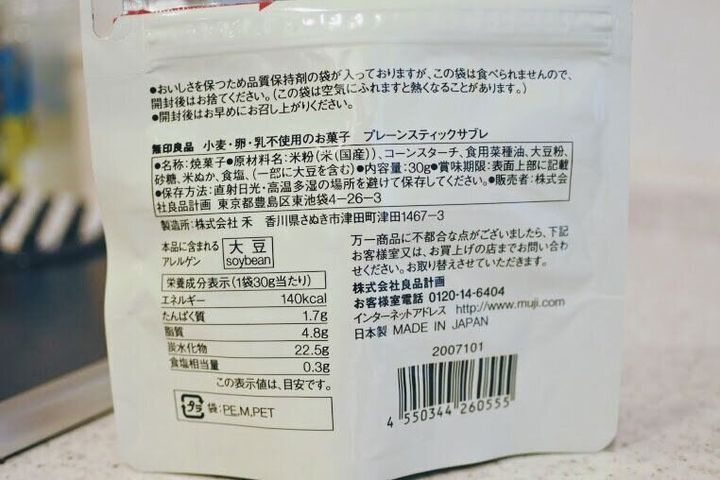 ●おいしさを保つため品質保持剤の袋が入っておりますが、この袋は食べられませんので、
開封後はお捨てください。（この袋は空気にふれますと熱くなることがあります。）
●開封後はお早めにお召し上がりください。
無印良品 小麦・卵・乳不使用のお菓子 プレーンスティックサブレ
●名称：焼菓子●原材料名：米粉（米（国産））、コーンスターチ、食用菜種油、大豆粉、
砂糖、米ぬか、食塩、（一部に大豆を含む）●内容量：30g●賞味期限：表面上部に記載
●保存方法：直射日光・高温多湿の場所を避けて保存してください。●販売者：株式会
社良品計画 東京都豊島区東池袋4-26-3
製造所：株式会社 禾 香川県さぬき市津田町津田1467-3
本品に含まれる
アレルゲン
大豆
soybean
栄養成分表示（1袋30g当たり）
エネルギー 140kcal
たんぱく質 1.7g
脂質 4.8g
炭水化物 22.5g
食塩相当量 0.3g
この表示値は、目安です。
プラ 袋：PE,M,PET
万一商品に不都合な点がございましたら、下記
お客様室又は、お買上げの店までお問い合わ
せください。お取り替えさせていただきます。
株式会社良品計画
お客様室電話 0120-14-6404
インターネットアドレス http://www.muji.com
日本製 MADE IN JAPAN
2007101
4 550344 260555